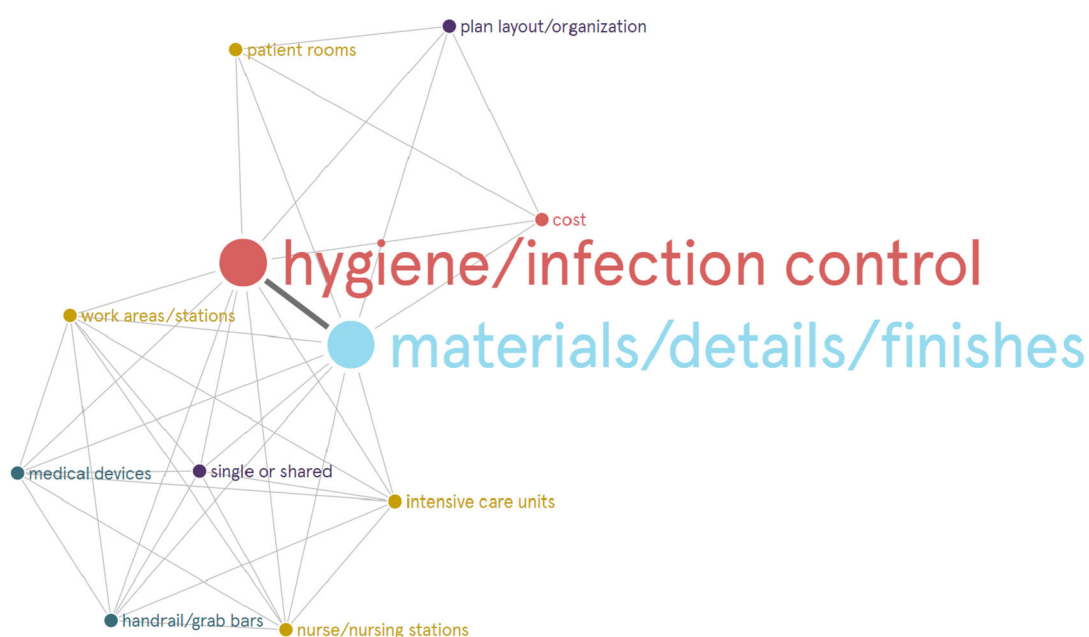 plan layout/organization
patient rooms
cost
hygiene/infection control
work areas/stations
materials/details/finishes
medical devices
single or shared
intensive care units
handrail/grab bars
nurse/nursing stations